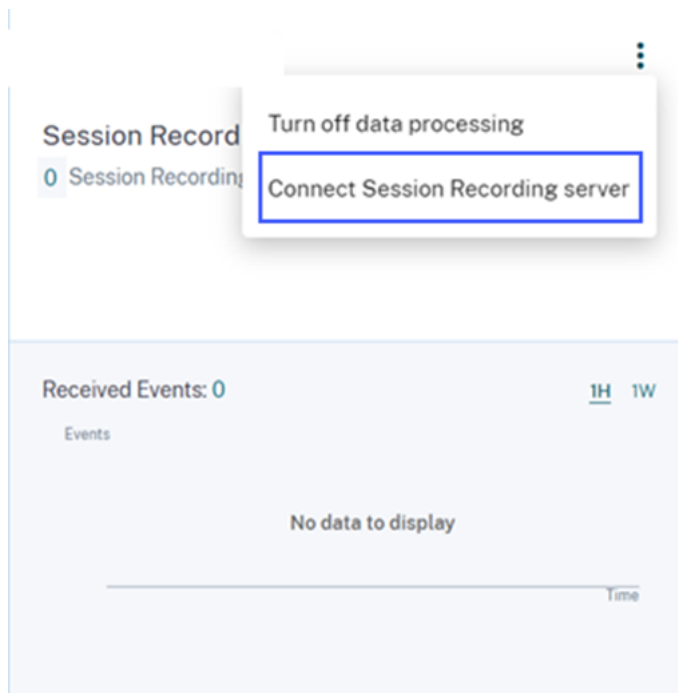 Turn off data processing
Session Record
0 Session Recording
Connect Session Recording server
Received Events: 0
1H 1W
Events
No data to display
Time